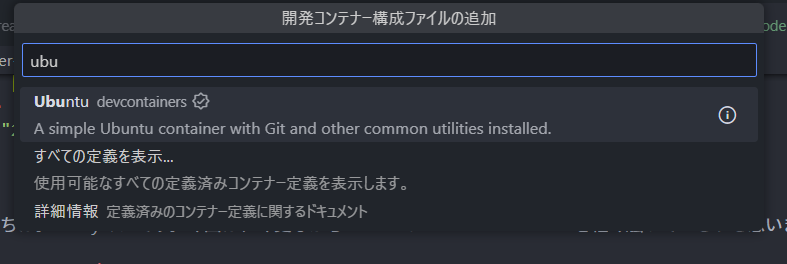 開発コンテナー構成ファイルの追加
ubu
Ubuntu devcontainers
A simple Ubuntu container with Git and other common utilities installed.
すべての定義を表示...
使用可能なすべての定義済みコンテナー定義を表示します。
詳細情報 定義済みのコンテナー定義に関するドキュメント